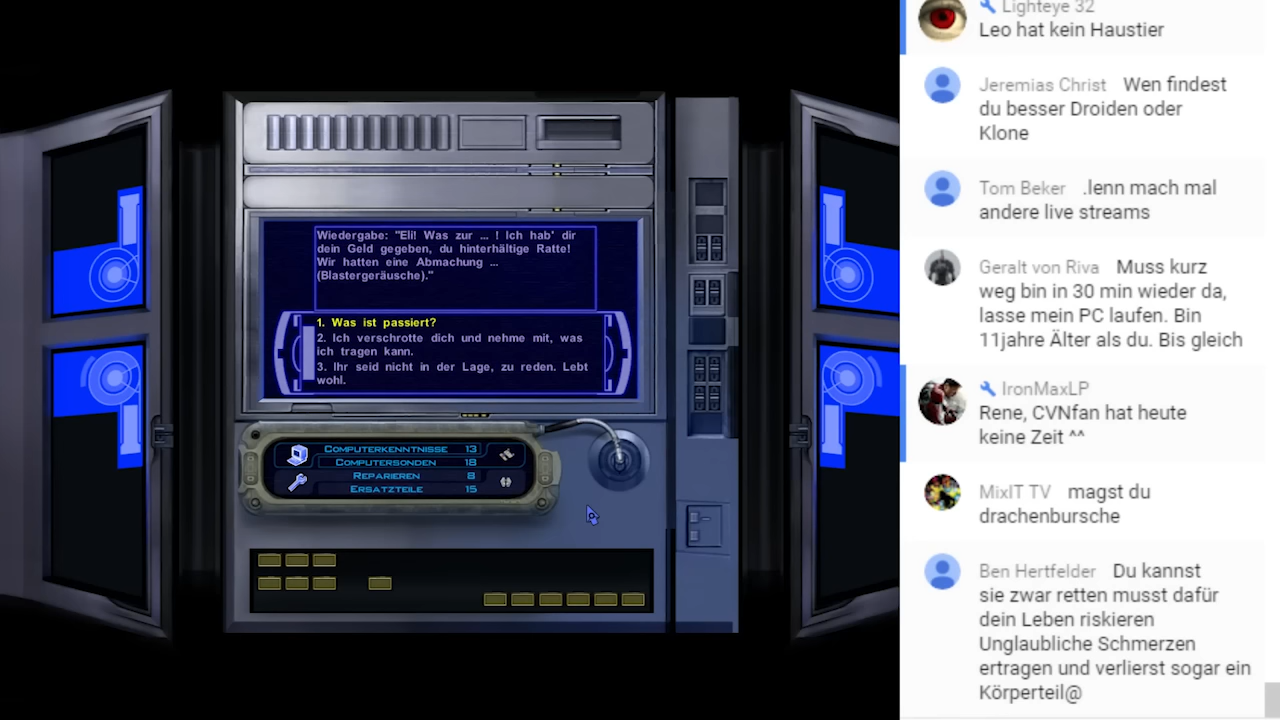 Wiedergabe: "Eli! Was zur ... ! Ich hab' dir
dein Geld gegeben, du hinterhältige Ratte!
Wir hatten eine Abmachung ...
(Blastergeräusche)."
1. Was ist passiert?
2. Ich verschrotte dich und nehme mit, was
ich tragen kann.
3. Ihr seid nicht in der Lage, zu reden. Lebt
wohl.
Computerkenntnisse 13
Computersonden 18
Reparieren 8
Ersatzteile 15
Lighteye 32
Leo hat kein Haustier
Jeremias Christ Wen findest
du besser Droiden oder
Klone
Tom Beker .lenn mach mal
andere live streams
Geralt von Riva Muss kurz
weg bin in 30 min wieder da,
lasse mein PC laufen. Bin
11jahre Älter als du. Bis gleich
IronMaxLP
Rene, CVNfan hat heute
keine Zeit ^^
MixIT TV magst du
drachenbursche
Ben Hertfelder Du kannst
sie zwar retten musst dafür
dein Leben riskieren
Unglaubliche Schmerzen
ertragen und verlierst sogar ein
Körperteil@